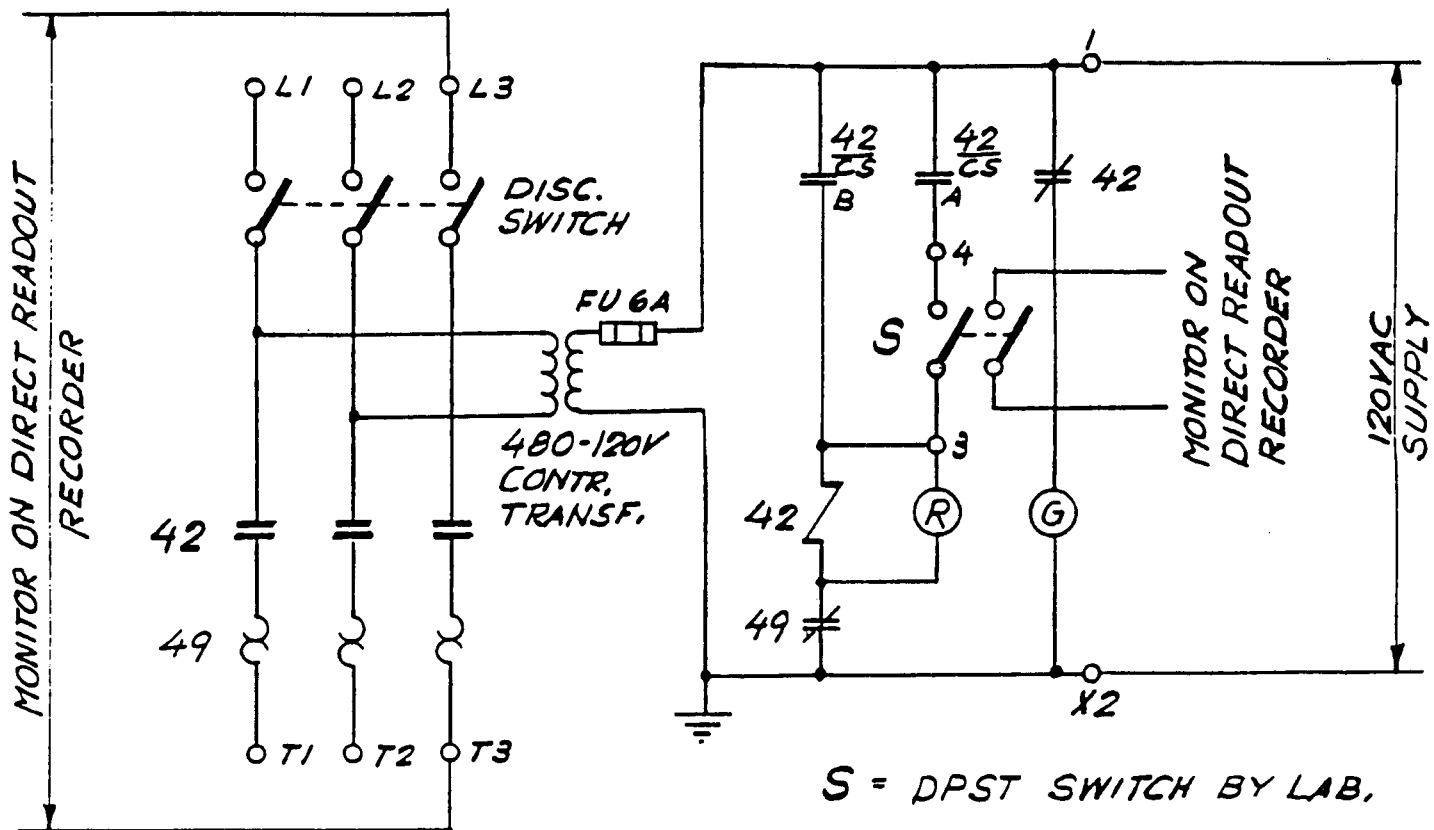 MONITOR ON DIRECT READOUT
RECORDER
L1
L2
L3
DISC.
SWITCH
FU 6A
480-120V
CONTR.
TRANSF.
42
49
T1
T2
T3
1
42
CS
B
42
CS
A
42
4
S
3
42
R
G
49
X2
MONITOR ON
DIRECT READOUT
RECORDER
120VAC
SUPPLY
S = DPST SWITCH BY LAB.